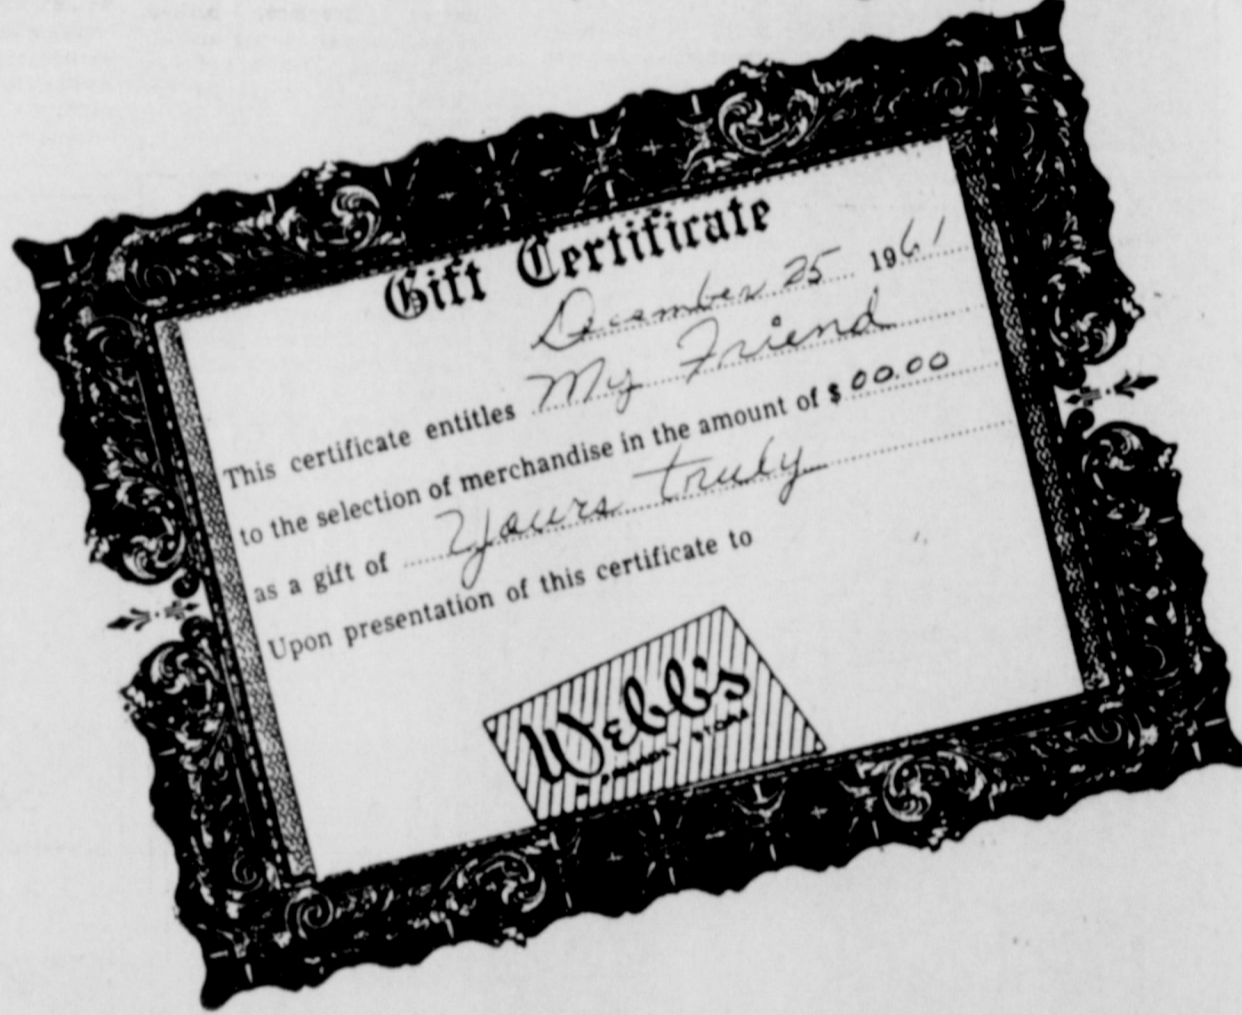 Gift Certificate
December 25 1961
This certificate entitles My Friend
to the selection of merchandise in the amount of $ 00.00
as a gift of Yours truly
Upon presentation of this certificate to
Webb's